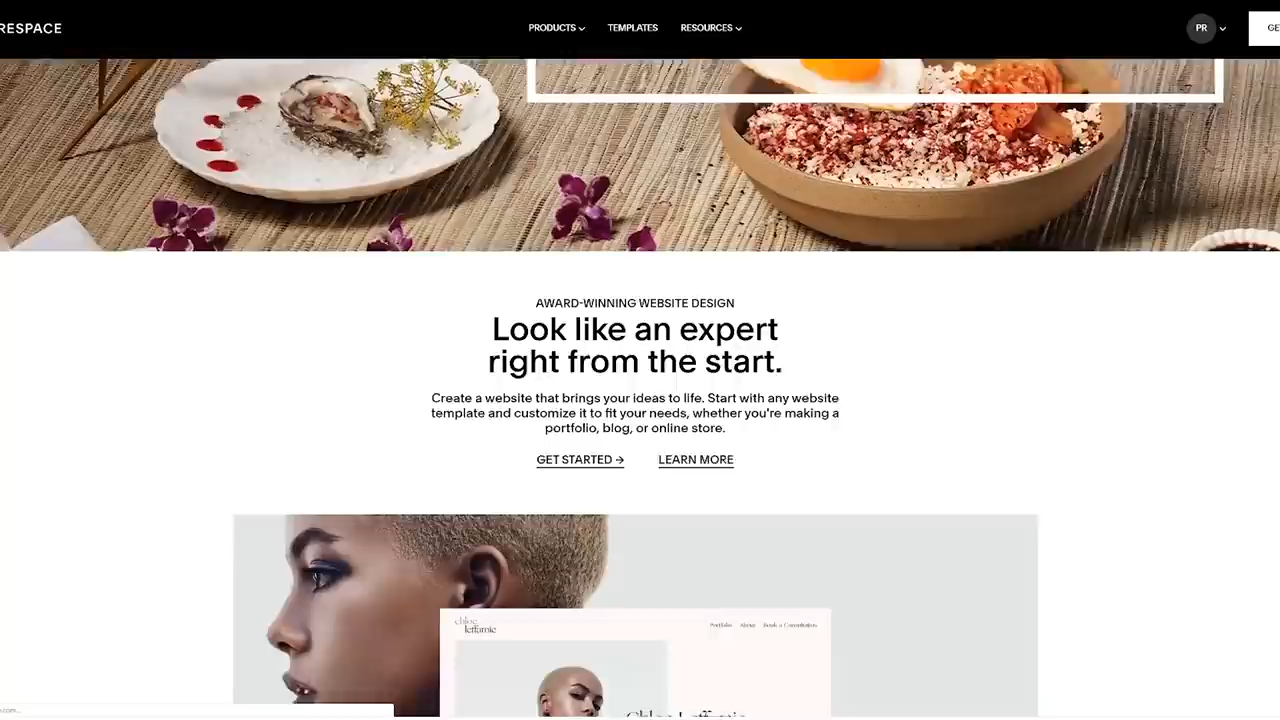 RESPACE
PRODUCTS
TEMPLATES
RESOURCES
PR
GE
AWARD-WINNING WEBSITE DESIGN
Look like an expert
right from the start.
Create a website that brings your ideas to life. Start with any website
template and customize it to fit your needs, whether you're making a
portfolio, blog, or online store.
GET STARTED →
LEARN MORE
chloe
leffarnie
Portfolio About Book a Consultation